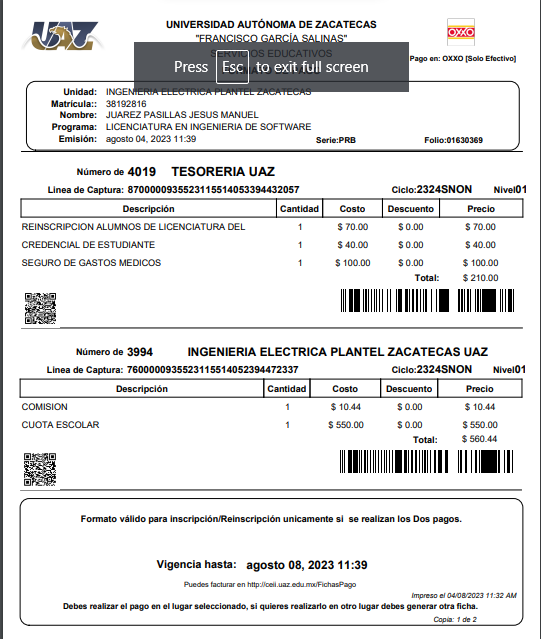 UAZ
UNIVERSIDAD AUTÓNOMA DE ZACATECAS
"FRANCISCO GARCÍA SALINAS"
SERVICIOS EDUCATIVOS
OXXO
Pago en: OXXO [Solo Efectivo]
Press Esc to exit full screen
Unidad: INGENIERIA ELECTRICA PLANTEL ZACATECAS
Matrícula:: 38192816
Nombre: JUAREZ PASILLAS JESUS MANUEL
Programa: LICENCIATURA EN INGENIERIA DE SOFTWARE
Emisión: agosto 04, 2023 11:39 Serie:PRB Folio:01630369
Número de 4019 TESORERIA UAZ
Linea de Captura: 87000009355231155140533944432057 Ciclo:2324SNON Nivel01
Descripción Cantidad Costo Descuento Precio
REINSCRIPCION ALUMNOS DE LICENCIATURA DEL 1 $ 70.00 $ 0.00 $ 70.00
CREDENCIAL DE ESTUDIANTE 1 $ 40.00 $ 0.00 $ 40.00
SEGURO DE GASTOS MEDICOS 1 $ 100.00 $ 0.00 $ 100.00
Total: $ 210.00
Número de 3994 INGENIERIA ELECTRICA PLANTEL ZACATECAS UAZ
Linea de Captura: 76000009355231155140523944472337 Ciclo:2324SNON Nivel01
Descripción Cantidad Costo Descuento Precio
COMISION 1 $ 10.44 $ 0.00 $ 10.44
CUOTA ESCOLAR 1 $ 550.00 $ 0.00 $ 550.00
Total: $ 560.44
Formato válido para inscripción/Reinscripción unicamente si se realizan los Dos pagos.
Vigencia hasta: agosto 08, 2023 11:39
Puedes facturar en http://ceii.uaz.edu.mx/FichasPago
Impreso el 04/08/2023 11:32 AM
Debes realizar el pago en el lugar seleccionado, si quieres realizarlo en otro lugar debes generar otra ficha.
Copia: 1 de 2